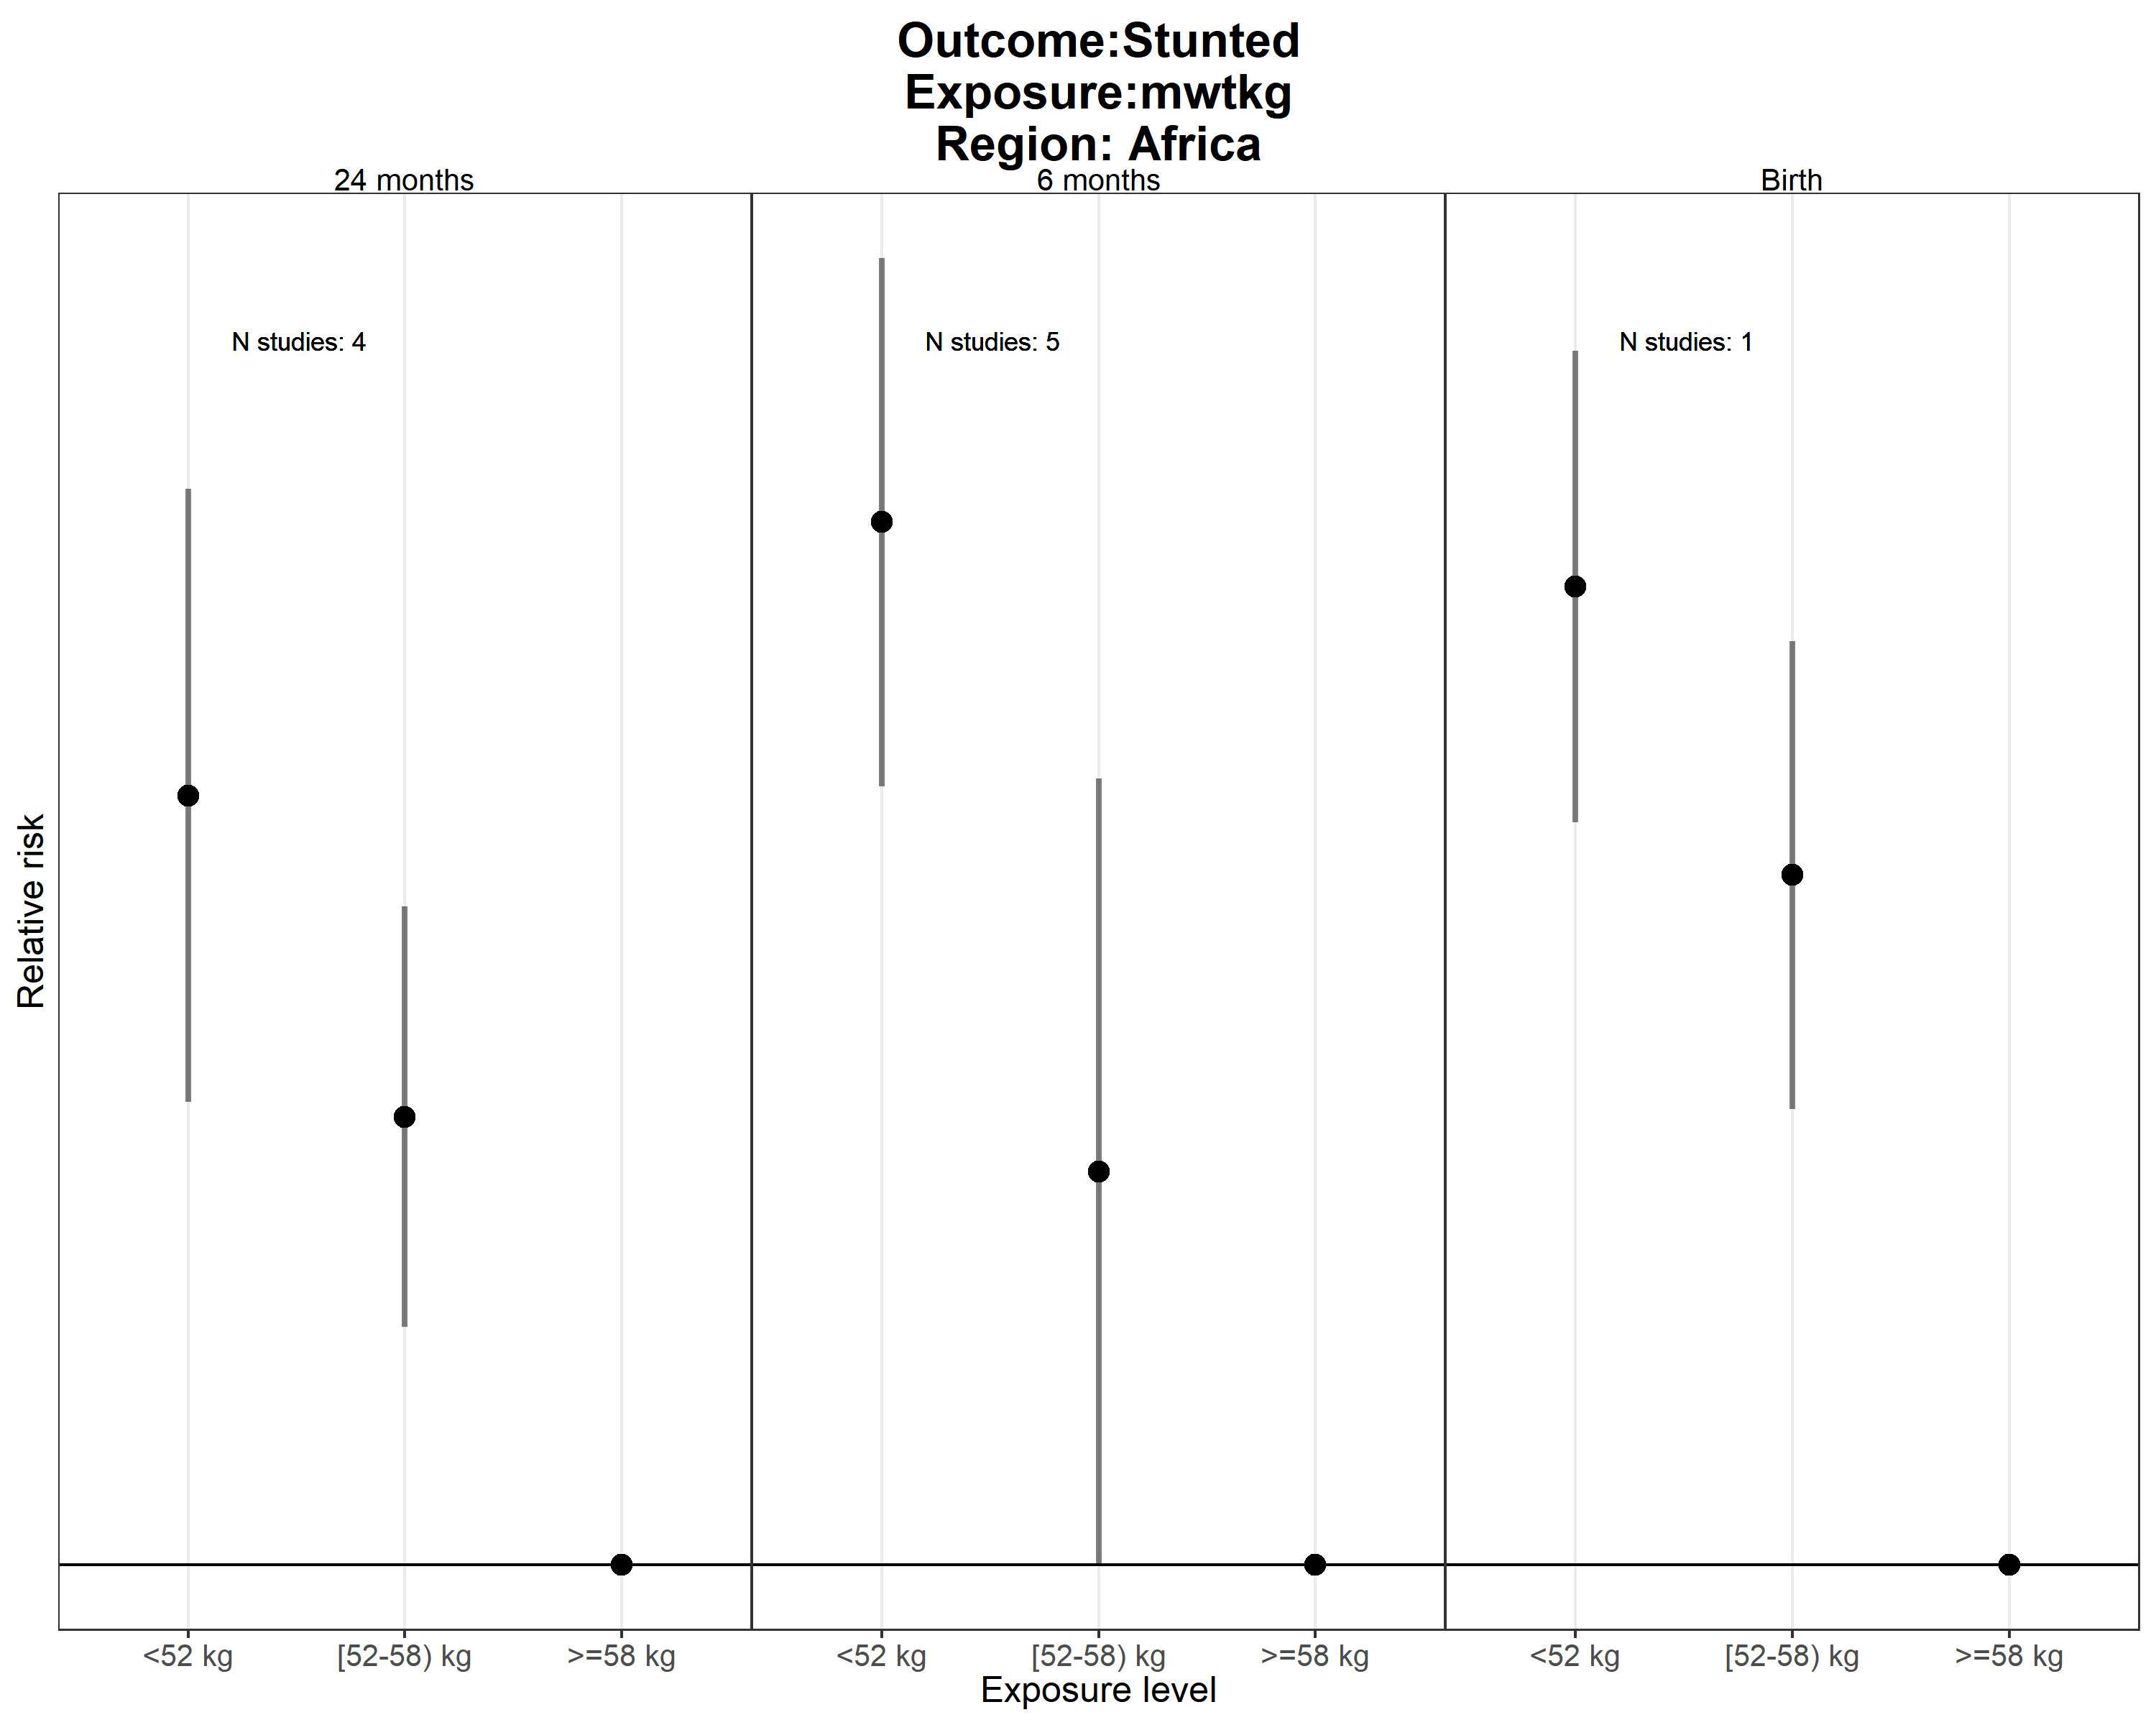 Outcome:Stunted
Exposure:mwtkg
Region: Africa
24 months
6 months
Birth
N studies: 4
N studies: 5
N studies: 1
Relative risk
<52 kg
[52-58) kg
>=58 kg
<52 kg
[52-58) kg
>=58 kg
<52 kg
[52-58) kg
>=58 kg
Exposure level